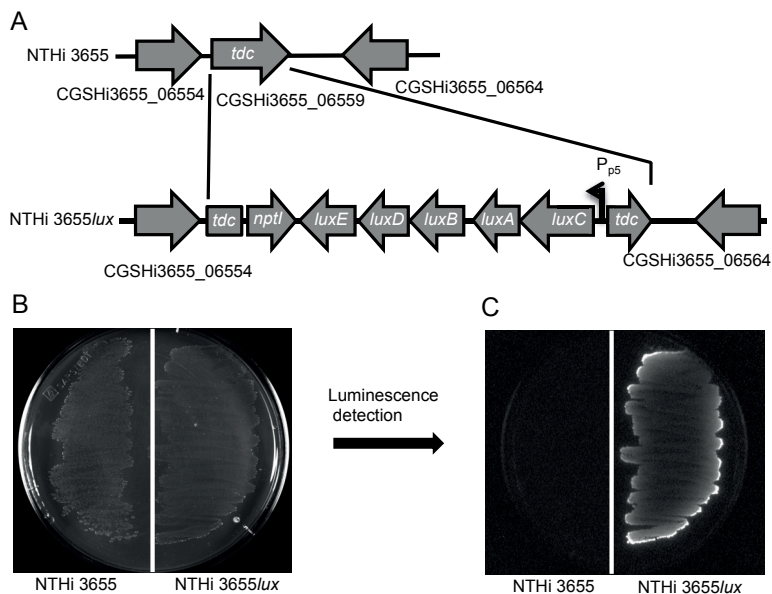 A
NTHi 3655
tdc
CGSHi3655_06554
CGSHi3655_06559
CGSHi3655_06564
Pp5
NTHi 3655lux
tdc nptI luxE luxD luxB luxA luxC tdc
CGSHi3655_06554
CGSHi3655_06564
B
C
Luminescence
detection
NTHi 3655 NTHi 3655lux
NTHi 3655 NTHi 3655lux